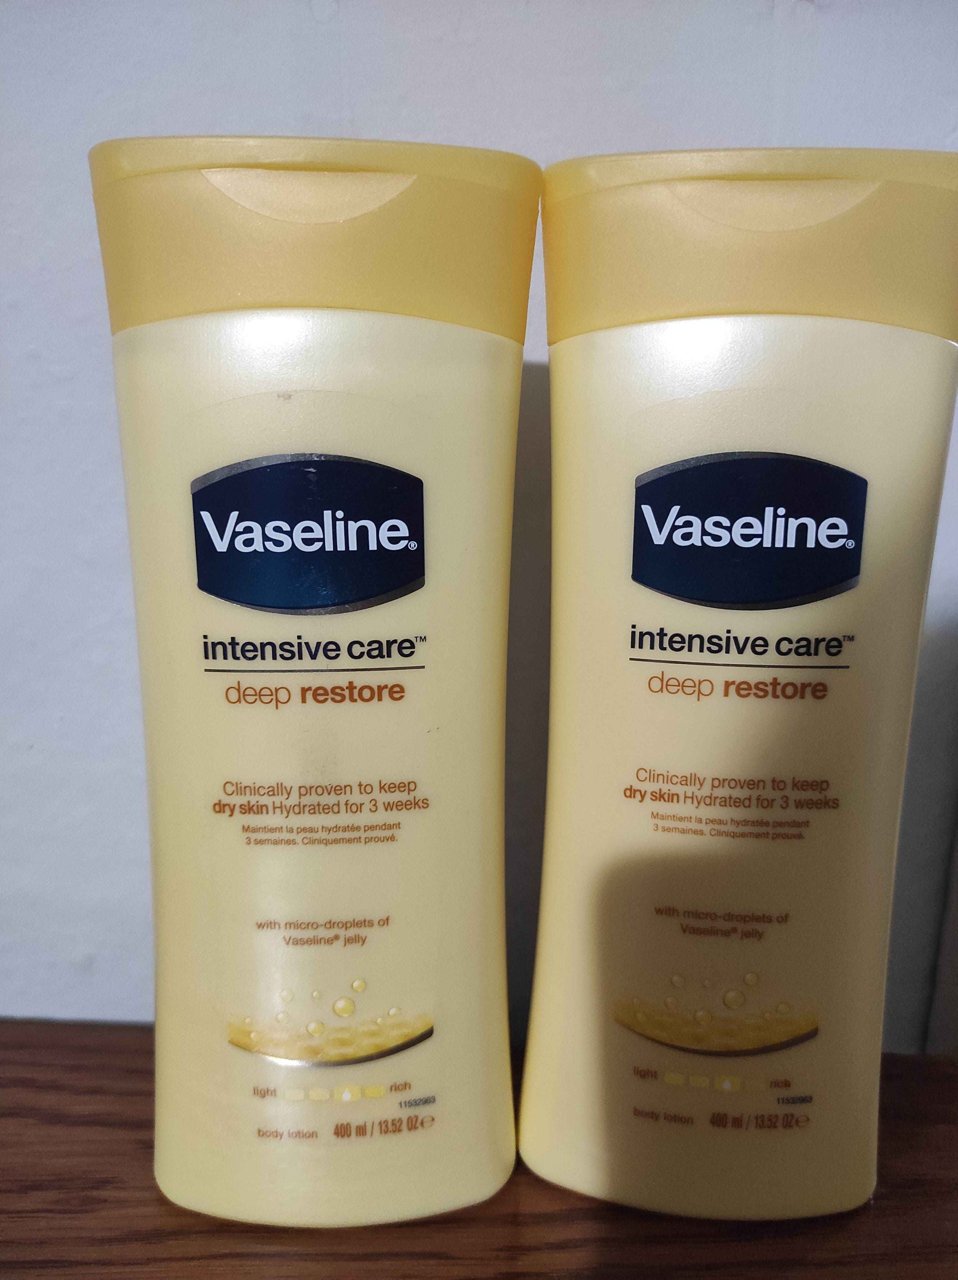 Vaseline®
intensive care™
deep restore
Clinically proven to keep
dry skin Hydrated for 3 weeks
Maintient la peau hydratée pendant
3 semaines. Cliniquement prouvé.
with micro-droplets of
Vaseline® jelly
light rich
11532963
body lotion 400 ml / 13.52 OZ ℮
Vaseline®
intensive care™
deep restore
Clinically proven to keep
dry skin Hydrated for 3 weeks
Maintient la peau hydratée pendant
3 semaines. Cliniquement prouvé.
with micro-droplets of
Vaseline® jelly
light rich
11532963
body lotion 400 ml / 13.52 OZ ℮